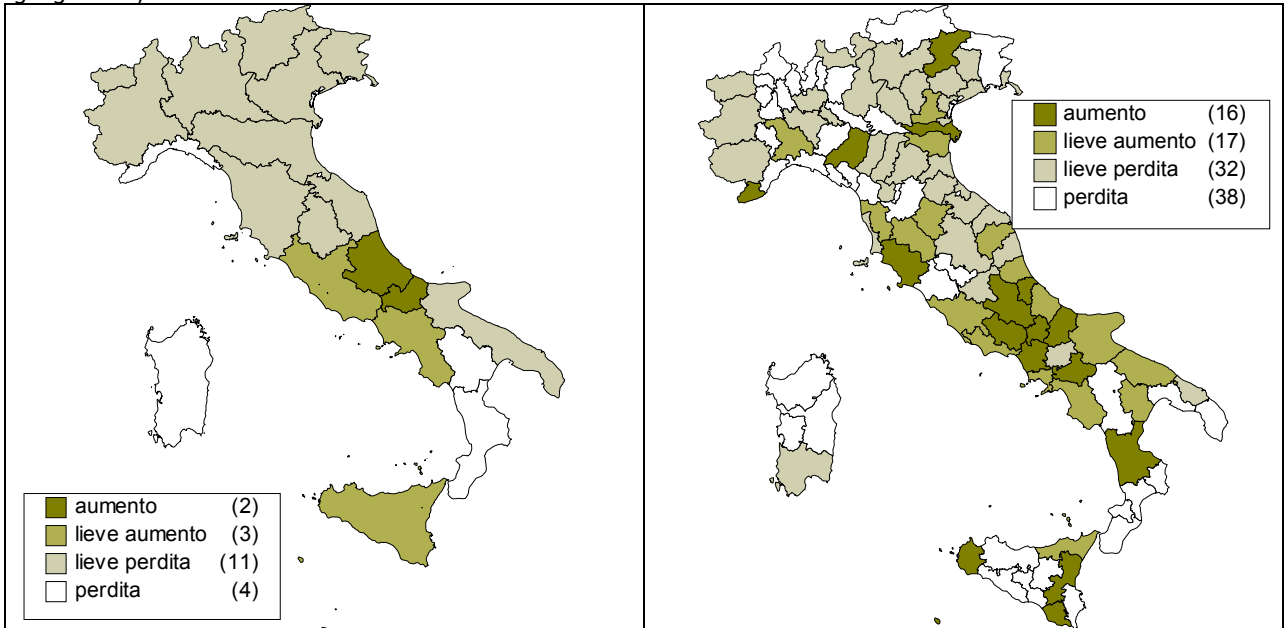 aumento (2)
lieve aumento (3)
lieve perdita (11)
perdita (4)
aumento (16)
lieve aumento (17)
lieve perdita (32)
perdita (38)